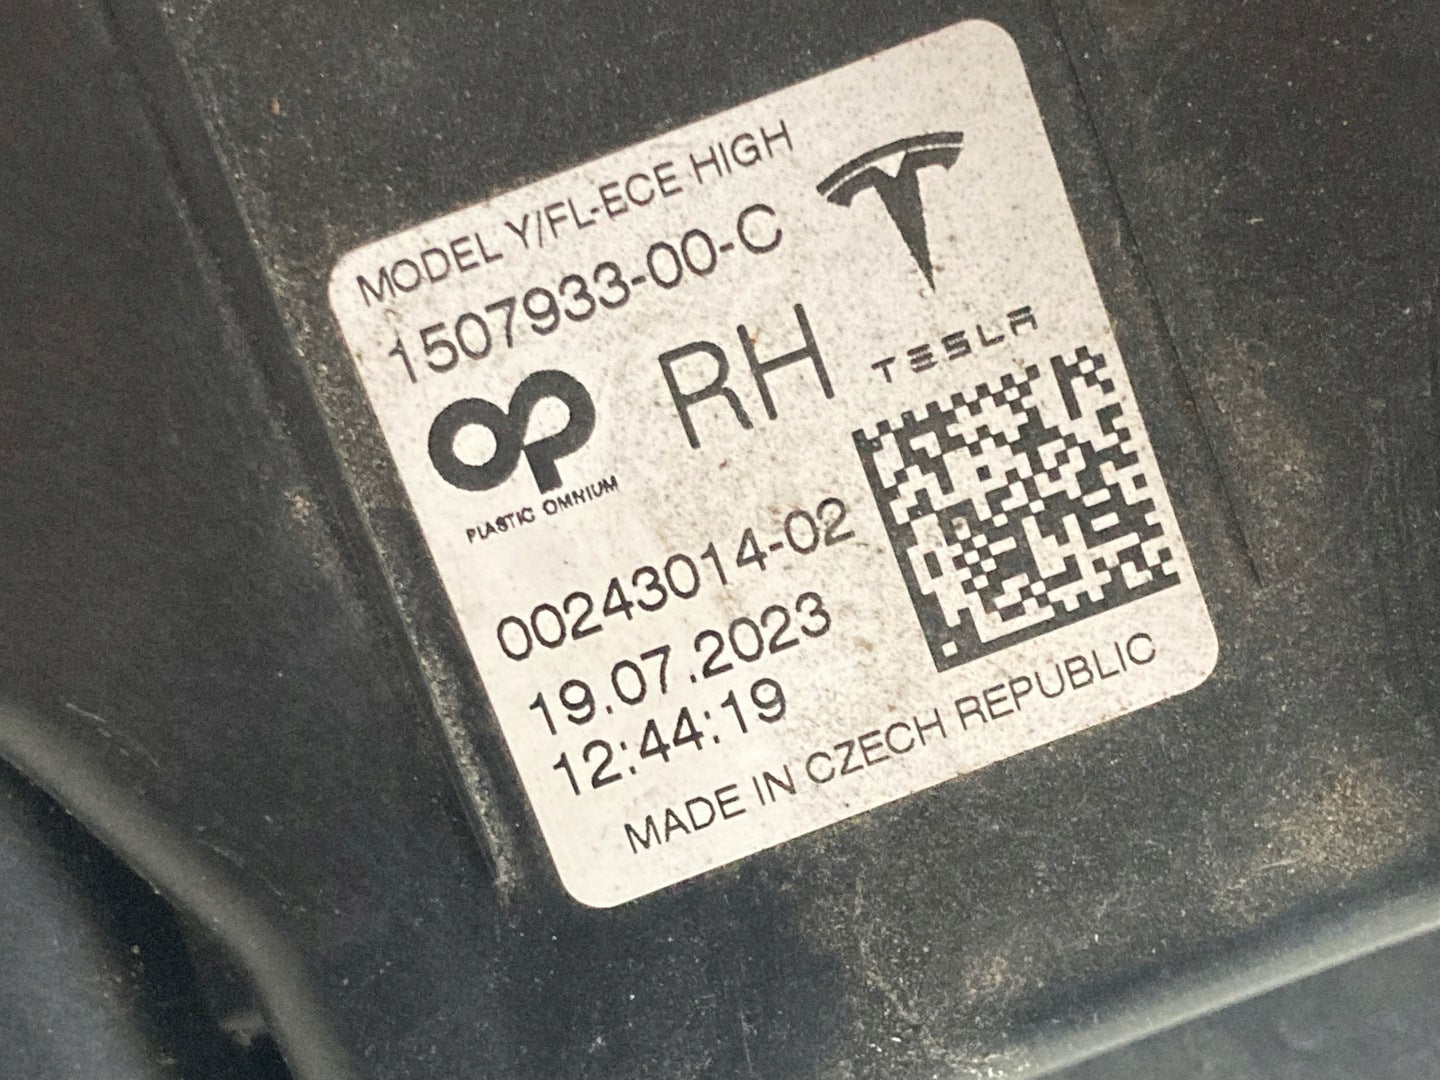 MODEL Y/FL-ECE HIGH
1507933-00-C
RH
TESLA
PLASTIC OMNIUM
00243014-02
19.07.2023
12:44:19
MADE IN CZECH REPUBLIC